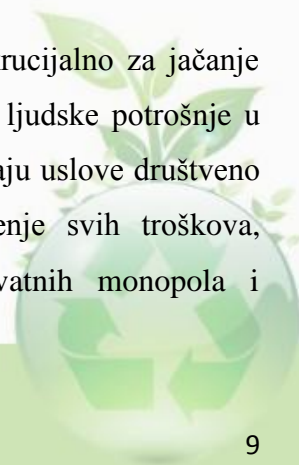 rucijalno za jačanje
ljudske potrošnje u
aju uslove društveno
enje svih troškova,
vatnih monopola i
9